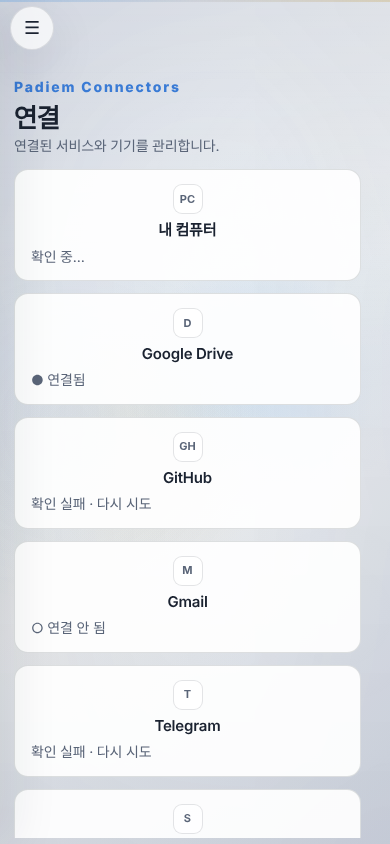 ☰
Padiem Connectors
연결
연결된 서비스와 기기를 관리합니다.
PC
내 컴퓨터
확인 중...
D
Google Drive
● 연결됨
GH
GitHub
확인 실패 · 다시 시도
M
Gmail
○ 연결 안 됨
T
Telegram
확인 실패 · 다시 시도
S